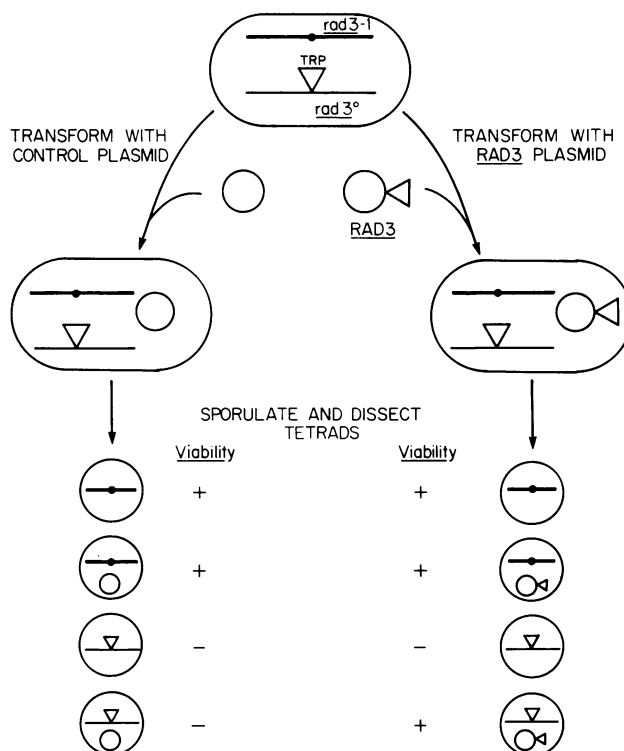 rad3-1
TRP
rad3°
TRANSFORM WITH
CONTROL PLASMID
TRANSFORM WITH
RAD3 PLASMID
RAD3
SPORULATE AND DISSECT
TETRADS
Viability Viability
+ +
+ +
− −
− +